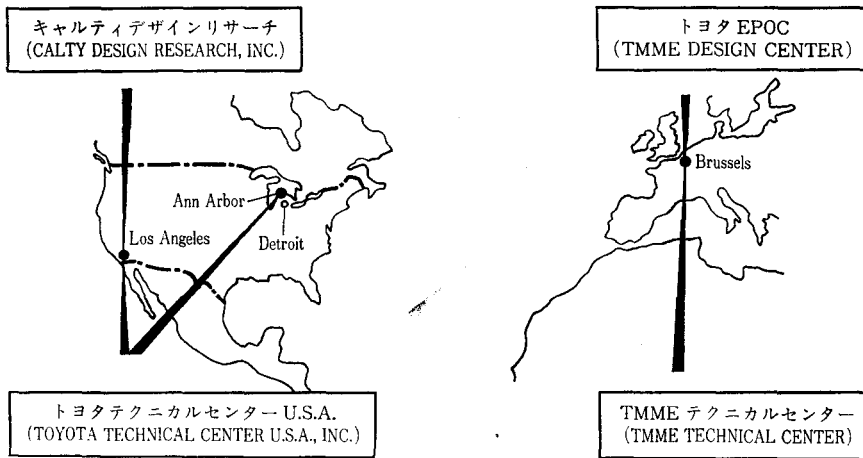 キャルティデザインリサーチ
(CALTY DESIGN RESEARCH, INC.)
トヨタ EPOC
(TMME DESIGN CENTER)
Ann Arbor
Los Angeles
Detroit
Brussels
トヨタテクニカルセンター U.S.A.
(TOYOTA TECHNICAL CENTER U.S.A., INC.)
TMME テクニカルセンター
(TMME TECHNICAL CENTER)